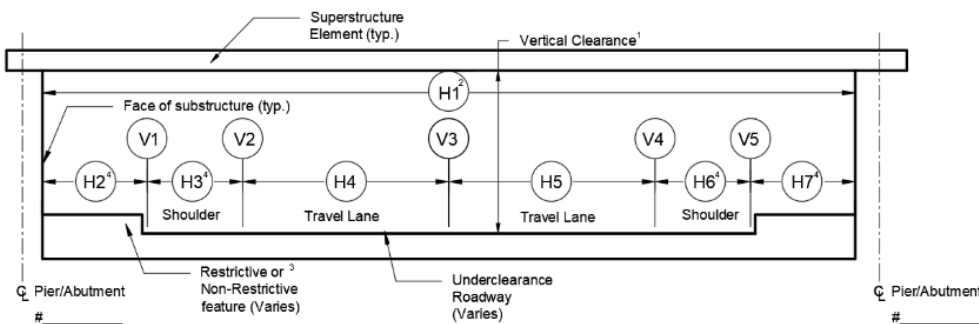 Superstructure
Element (typ.)
Vertical Clearance¹
H1²
Face of substructure (typ.)
V1
V2
V3
V4
V5
H2⁴
H3⁴
H4
H5
H6⁴
H7⁴
Shoulder
Travel Lane
Travel Lane
Shoulder
Restrictive or ³
Non-Restrictive
feature (Varies)
Underclearance
Roadway
(Varies)
℄ Pier/Abutment
#________
℄ Pier/Abutment
#________